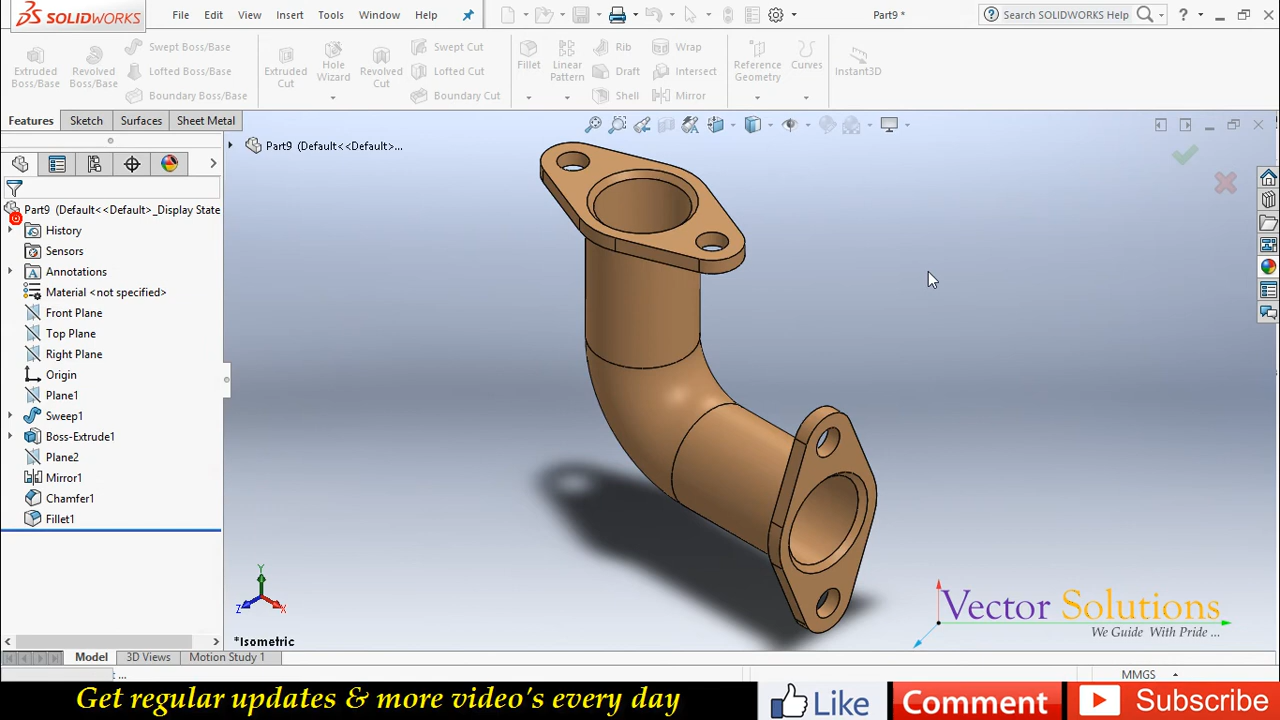 SOLIDWORKS File Edit View Insert Tools Window Help Part9 * Search SOLIDWORKS Help ?
Extruded Boss/Base
Revolved Boss/Base
Swept Boss/Base
Lofted Boss/Base
Boundary Boss/Base
Extruded Cut
Hole Wizard
Revolved Cut
Swept Cut
Lofted Cut
Boundary Cut
Fillet
Linear Pattern
Rib
Draft
Shell
Wrap
Intersect
Mirror
Reference Geometry
Curves
Instant3D
Features Sketch Surfaces Sheet Metal
Part9 (Default<<Default>...
Part9 (Default<<Default>_Display State
History
Sensors
Annotations
Material <not specified>
Front Plane
Top Plane
Right Plane
Origin
Plane1
Sweep1
Boss-Extrude1
Plane2
Mirror1
Chamfer1
Fillet1
Y
Z X
*Isometric
Vector Solutions
We Guide With Pride ...
Model 3D Views Motion Study 1
MMGS
Get regular updates & more video's every day
Like
Comment
Subscribe